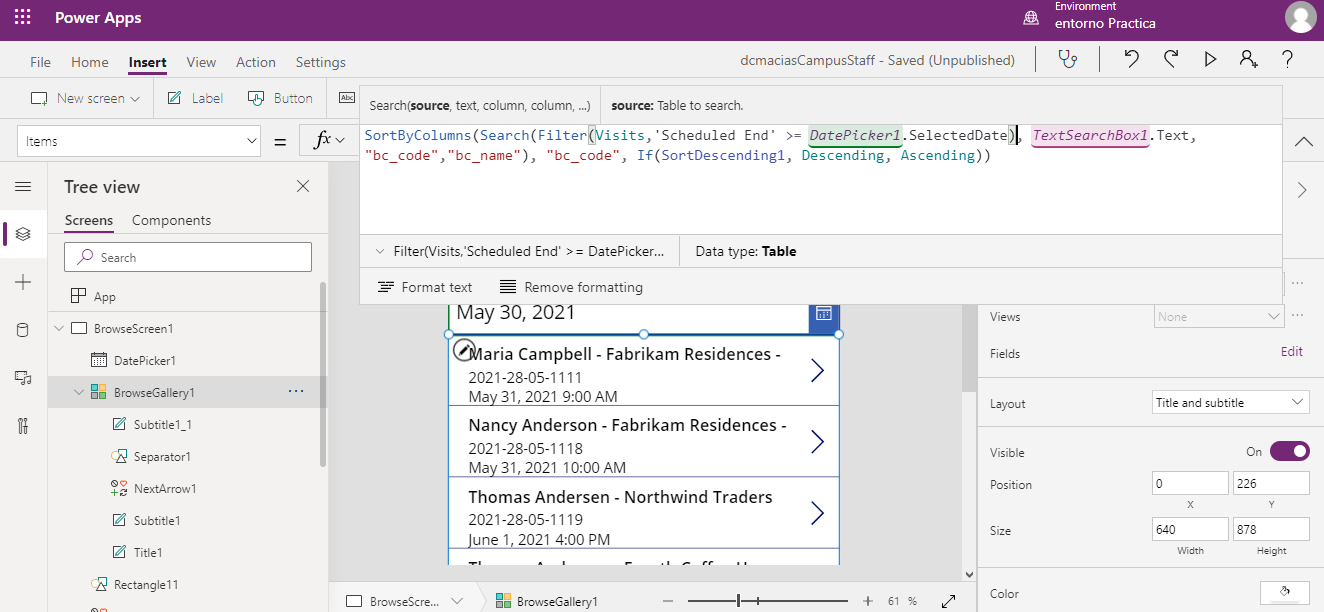 Power Apps
Environment
entorno Practica
File Home Insert View Action Settings
dcmaciasCampusStaff - Saved (Unpublished)
New screen Label Button Abc
Search(source, text, column, column, ...) source: Table to search.
Items = fx
SortByColumns(Search(Filter(Visits,'Scheduled End' >= DatePicker1.SelectedDate), TextSearchBox1.Text,
"bc_code","bc_name"), "bc_code", If(SortDescending1, Descending, Ascending))
Filter(Visits,'Scheduled End' >= DatePicker... Data type: Table
Format text Remove formatting
Tree view
Screens Components
Search
App
BrowseScreen1
DatePicker1
BrowseGallery1
Subtitle1_1
Separator1
NextArrow1
Subtitle1
Title1
Rectangle11
May 30, 2021
Maria Campbell - Fabrikam Residences -
2021-28-05-1111
May 31, 2021 9:00 AM
Nancy Anderson - Fabrikam Residences -
2021-28-05-1118
May 31, 2021 10:00 AM
Thomas Andersen - Northwind Traders
2021-28-05-1119
June 1, 2021 4:00 PM
Views None
Fields Edit
Layout Title and subtitle
Visible On
Position 0 226
X Y
Size 640 878
Width Height
Color
BrowseScre... BrowseGallery1 61 %